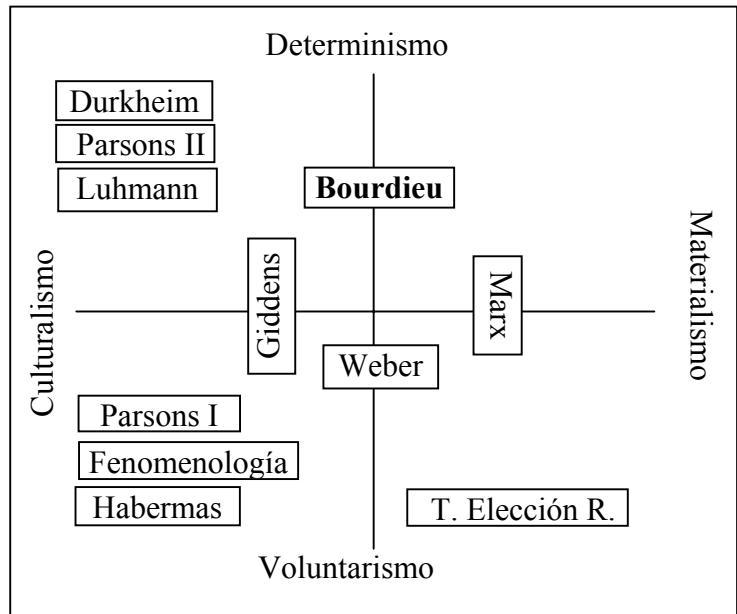 Determinismo
Durkheim
Parsons II
Luhmann
Bourdieu
Culturalismo
Giddens
Marx
Materialismo
Weber
Parsons I
Fenomenología
Habermas
T. Elección R.
Voluntarismo